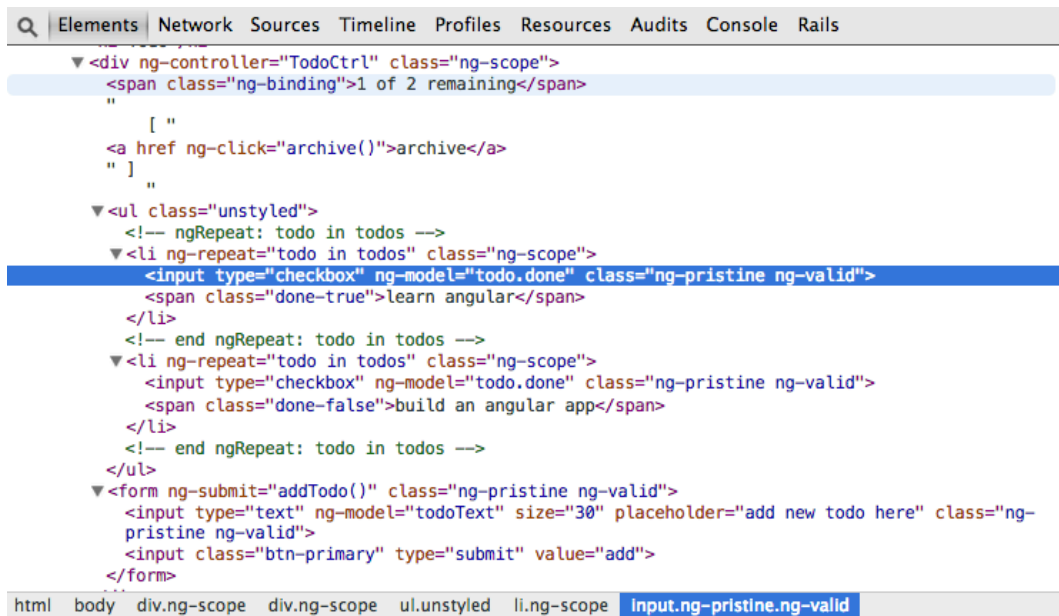 Elements Network Sources Timeline Profiles Resources Audits Console Rails
▼<div ng-controller="TodoCtrl" class="ng-scope">
<span class="ng-binding">1 of 2 remaining</span>
"
[ "
<a href ng-click="archive()">archive</a>
" ]
"
▼<ul class="unstyled">
<!-- ngRepeat: todo in todos -->
▼<li ng-repeat="todo in todos" class="ng-scope">
<input type="checkbox" ng-model="todo.done" class="ng-pristine ng-valid">
<span class="done-true">learn angular</span>
</li>
<!-- end ngRepeat: todo in todos -->
▼<li ng-repeat="todo in todos" class="ng-scope">
<input type="checkbox" ng-model="todo.done" class="ng-pristine ng-valid">
<span class="done-false">build an angular app</span>
</li>
<!-- end ngRepeat: todo in todos -->
</ul>
▼<form ng-submit="addTodo()" class="ng-pristine ng-valid">
<input type="text" ng-model="todoText" size="30" placeholder="add new todo here" class="ng-
pristine ng-valid">
<input class="btn-primary" type="submit" value="add">
</form>
html body div.ng-scope div.ng-scope ul.unstyled li.ng-scope input.ng-pristine.ng-valid